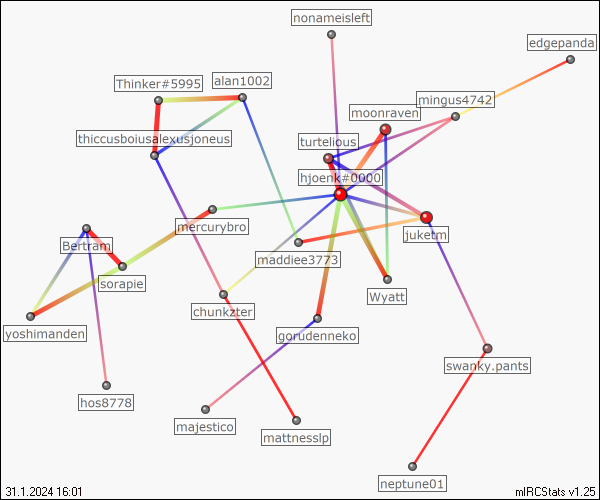 nonameisleft
edgepanda
Thinker#5995
alan1002
mingus4742
moonraven
thiccusboiusalexusjoneus
turtelious
hjoenk#0000
mercurybro
juketm
Bertram
maddiee3773
sorapie
Wyatt
chunkzter
yoshimanden
gorudenneko
swanky.pants
hos8778
majestico
mattnesslp
neptune01
31.1.2024 16:01
mIRCStats v1.25